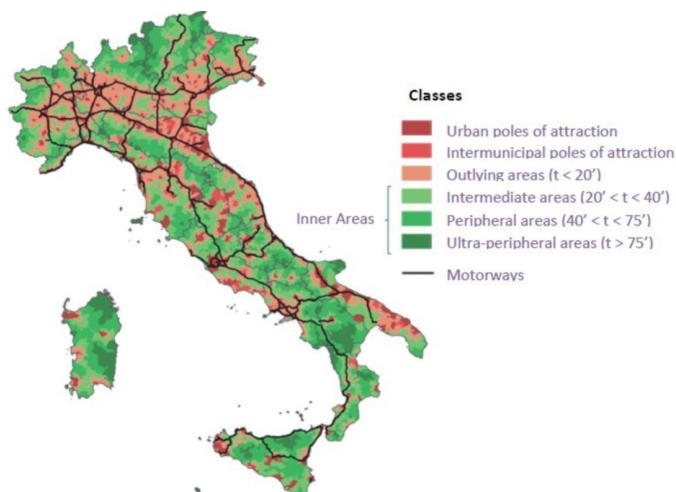 Classes
Urban poles of attraction
Intermunicipal poles of attraction
Outlying areas (t < 20')
Inner Areas
Intermediate areas (20' < t < 40')
Peripheral areas (40' < t < 75')
Ultra-peripheral areas (t > 75')
Motorways